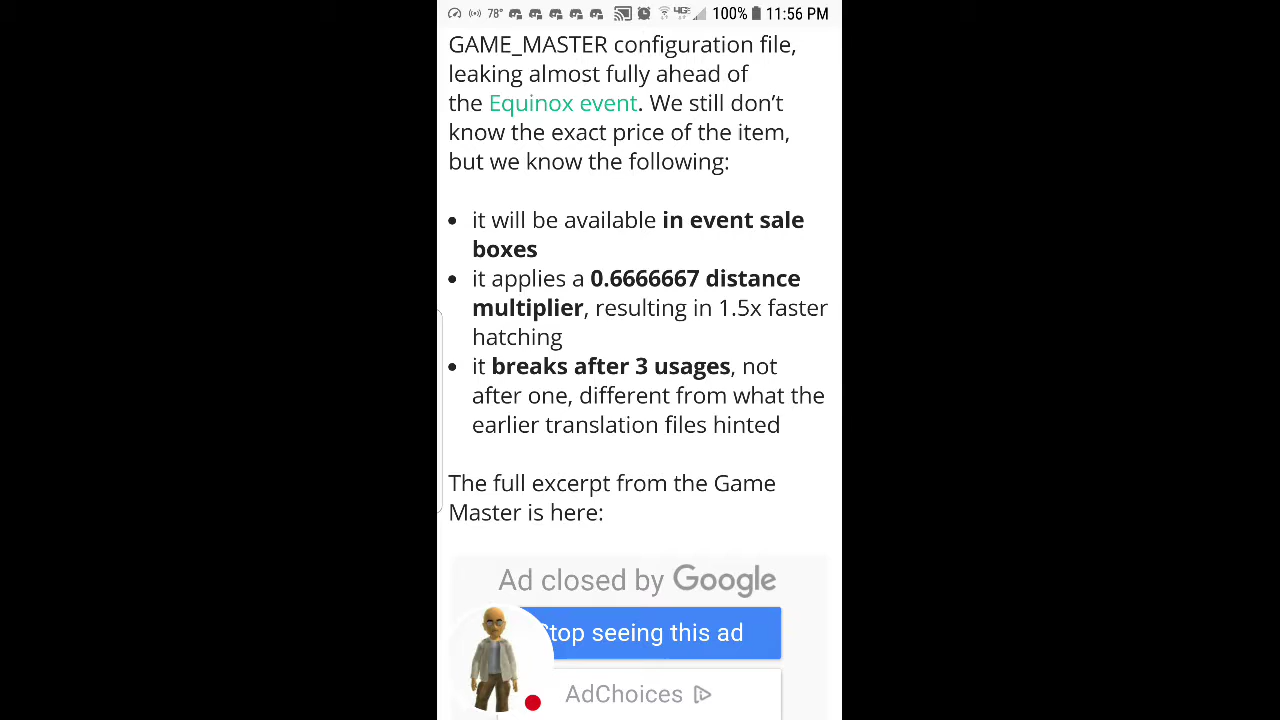 78° 4G 100% 11:56 PM
GAME_MASTER configuration file,
leaking almost fully ahead of
the Equinox event. We still don’t
know the exact price of the item,
but we know the following:
• it will be available in event sale
boxes
• it applies a 0.6666667 distance
multiplier, resulting in 1.5x faster
hatching
• it breaks after 3 usages, not
after one, different from what the
earlier translation files hinted
The full excerpt from the Game
Master is here:
Ad closed by Google
Stop seeing this ad
AdChoices